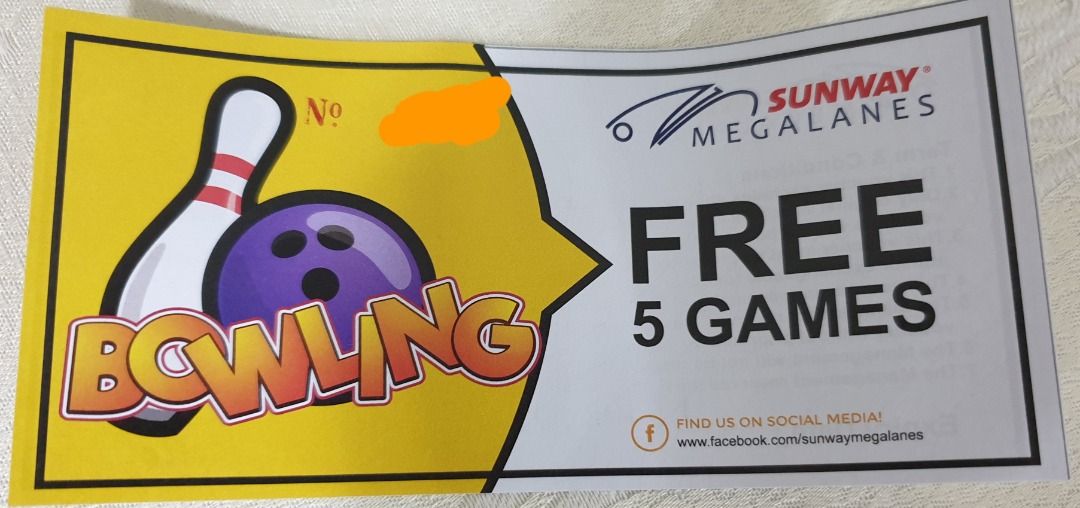 Nº
BOWLING
SUNWAY®
MEGALANES
FREE
5 GAMES
f
FIND US ON SOCIAL MEDIA!
www.facebook.com/sunwaymegalanes